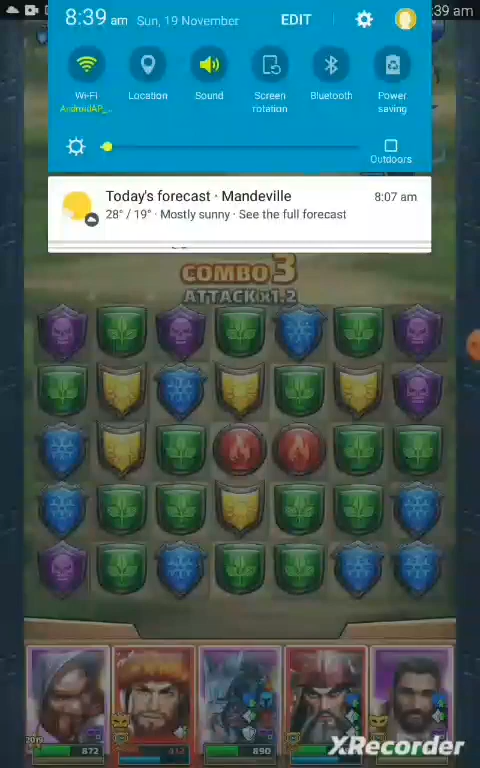 8:39 am Sun, 19 November EDIT :39 am
Wi-Fi Location Sound Screen rotation Bluetooth Power saving
AndroidAP_...
Outdoors
Today's forecast · Mandeville 8:07 am
28° / 19° · Mostly sunny · See the full forecast
COMBO 3
ATTACK x1.2
2019
872 412 890
XRecorder